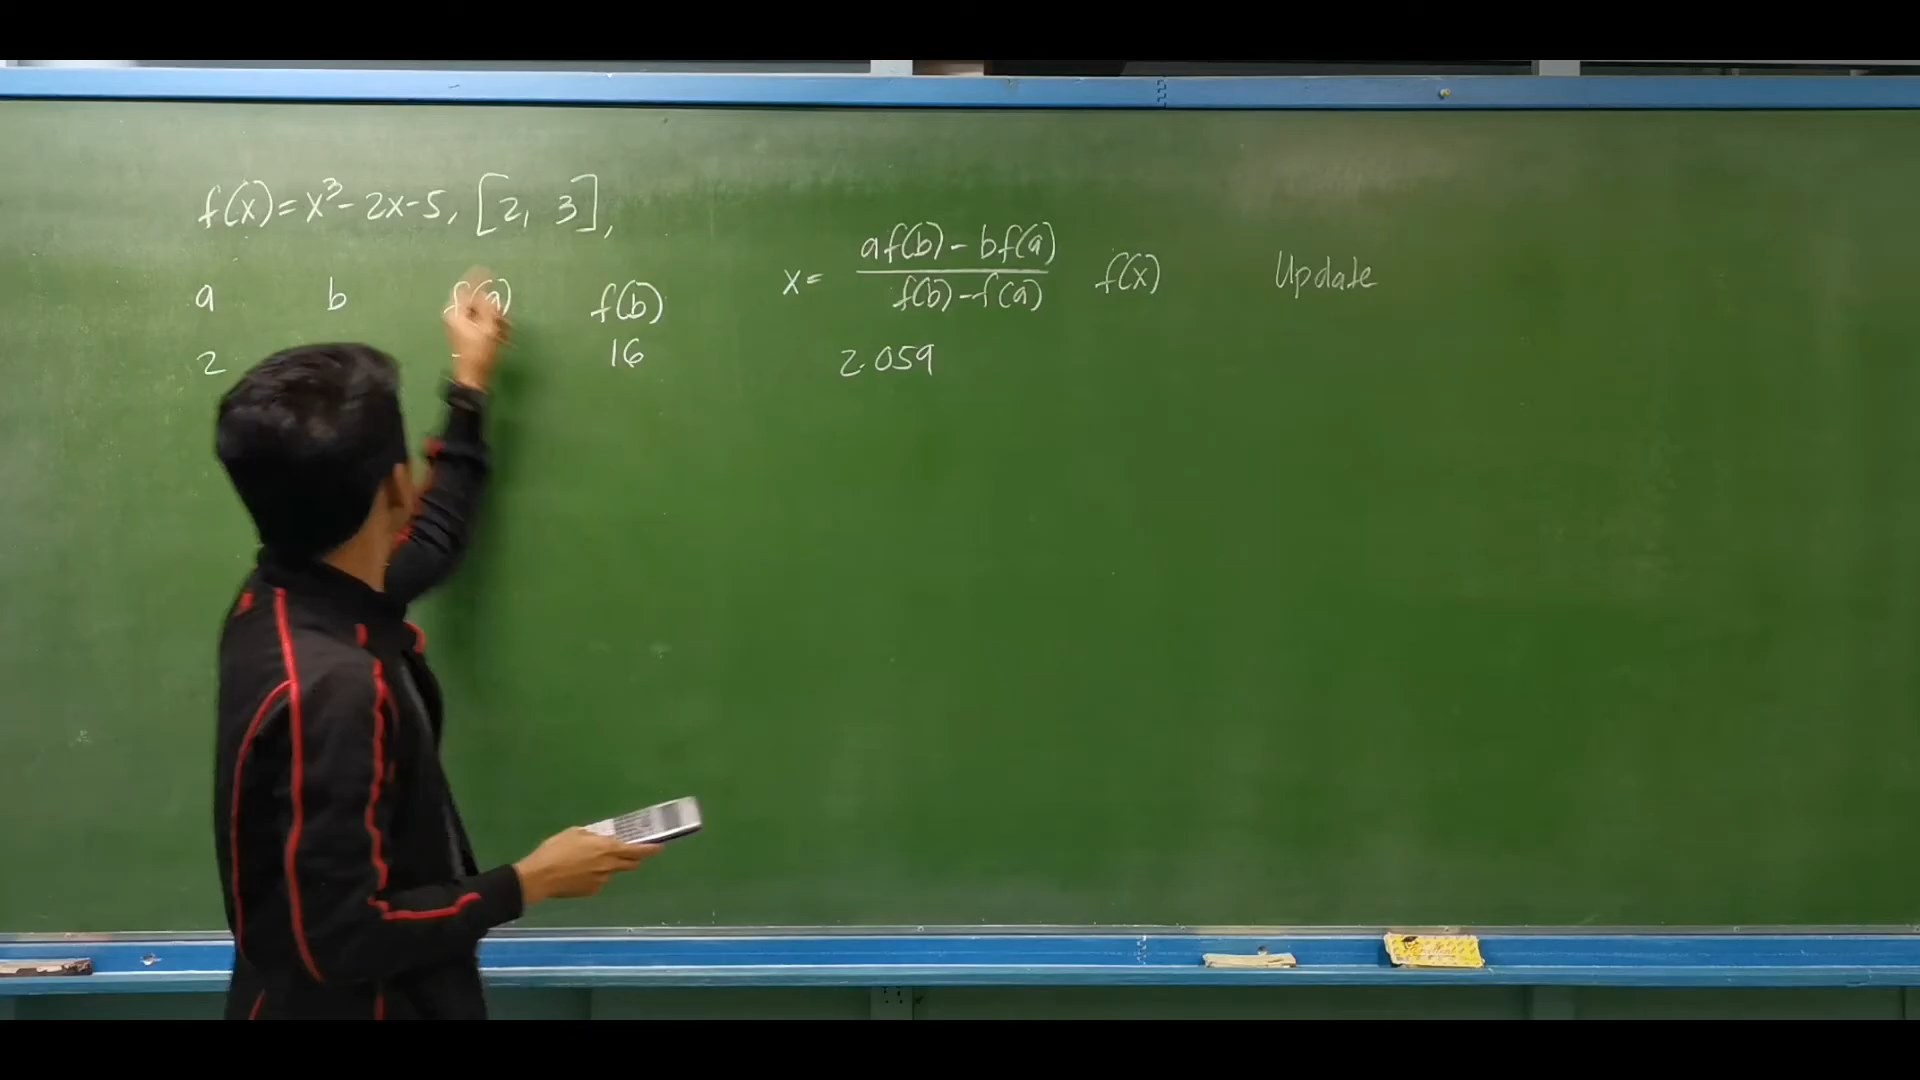 f(x) = x³ - 2x - 5, [2, 3],
a b f(a) f(b) x = af(b) - bf(a) / f(b) - f(a) f(x) Update
2 - 16 2.059